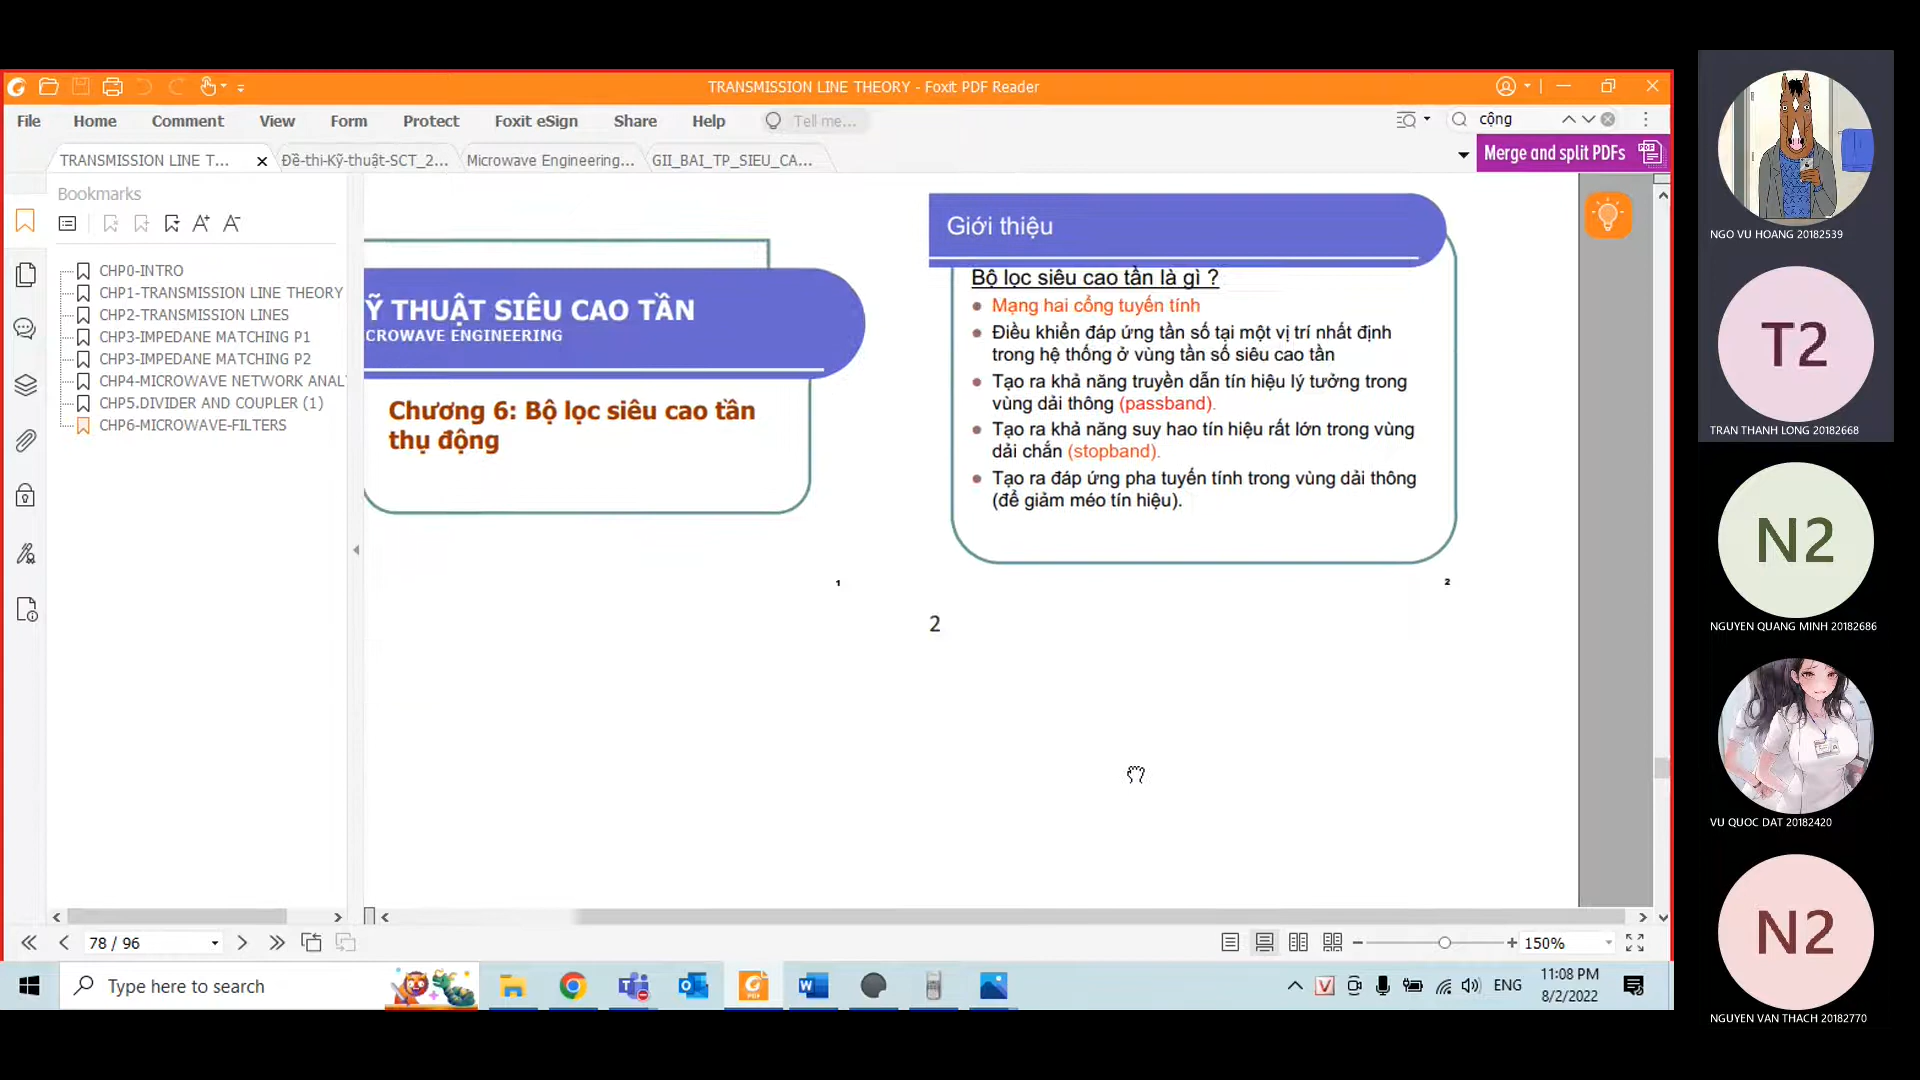 TRANSMISSION LINE THEORY - Foxit PDF Reader
File Home Comment View Form Protect Foxit eSign Share Help Tell me...
cộng
TRANSMISSION LINE T...
Đề-thi-Kỹ-thuật-SCT_2...
Microwave Engineering...
GII_BAI_TP_SIEU_CA...
Merge and split PDFs
Bookmarks
CHP0-INTRO
CHP1-TRANSMISSION LINE THEORY
CHP2-TRANSMISSION LINES
CHP3-IMPEDANE MATCHING P1
CHP3-IMPEDANE MATCHING P2
CHP4-MICROWAVE NETWORK ANAL
CHP5.DIVIDER AND COUPLER (1)
CHP6-MICROWAVE-FILTERS
Ỹ THUẬT SIÊU CAO TẦN
CROWAVE ENGINEERING
Chương 6: Bộ lọc siêu cao tần
thụ động
1
Giới thiệu
Bộ lọc siêu cao tần là gì ?
Mạng hai cổng tuyến tính
Điều khiển đáp ứng tần số tại một vị trí nhất định
trong hệ thống ở vùng tần số siêu cao tần
Tạo ra khả năng truyền dẫn tín hiệu lý tưởng trong
vùng dải thông (passband).
Tạo ra khả năng suy hao tín hiệu rất lớn trong vùng
dải chắn (stopband).
Tạo ra đáp ứng pha tuyến tính trong vùng dải thông
(để giảm méo tín hiệu).
2
2
78 / 96
150%
Type here to search
ENG
11:08 PM
8/2/2022
NGO VU HOANG 20182539
T2
TRAN THANH LONG 20182668
N2
NGUYEN QUANG MINH 20182686
VU QUOC DAT 20182420
N2
NGUYEN VAN THACH 20182770